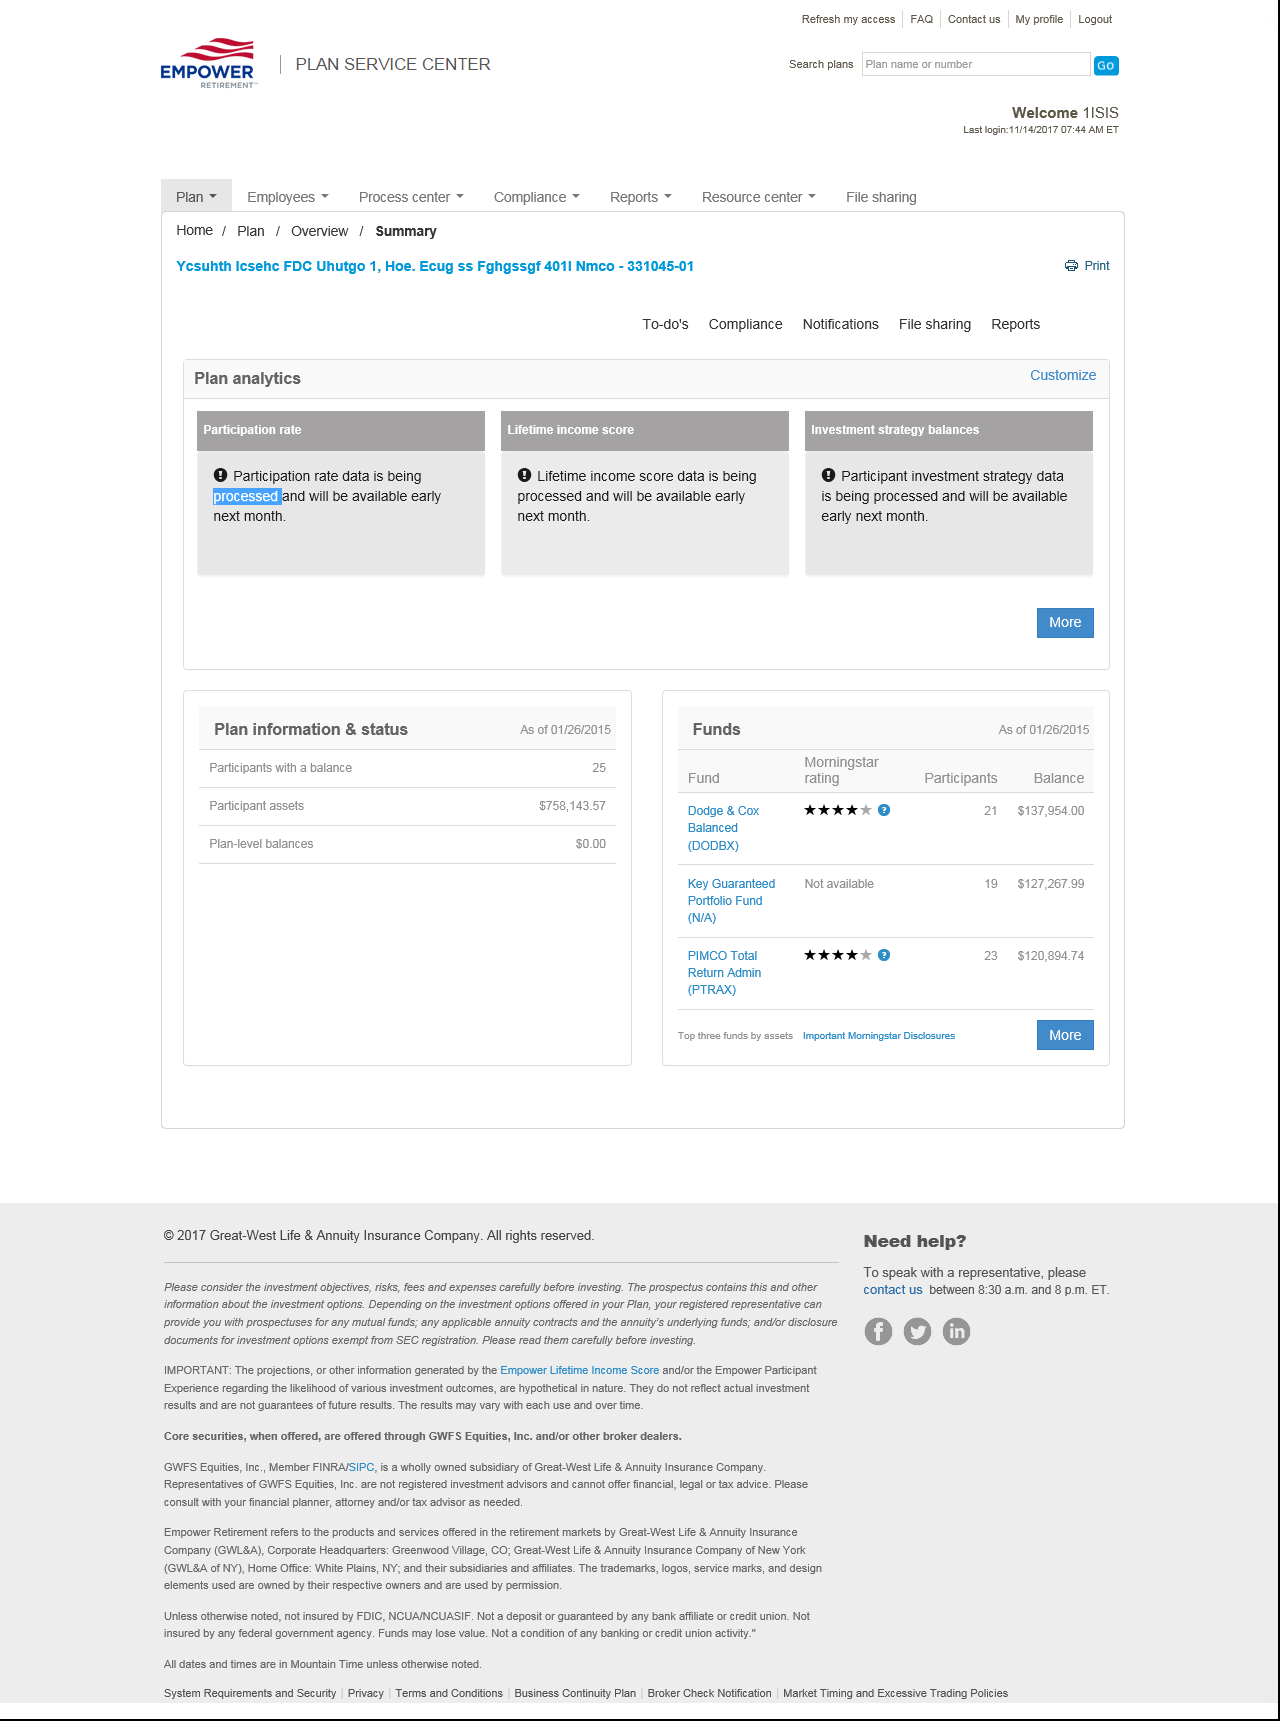 Refresh my access FAQ Contact us My profile Logout
EMPOWER
RETIREMENT™
PLAN SERVICE CENTER
Search plans Plan name or number GO
Welcome 1ISIS
Last login:11/14/2017 07:44 AM ET
Plan Employees Process center Compliance Reports Resource center File sharing
Home / Plan / Overview / Summary
Ycsuhth Icsehc FDC Uhutgo 1, Hoe. Ecug ss Fghgssgf 401l Nmco - 331045-01
Print
To-do's Compliance Notifications File sharing Reports
Plan analytics
Customize
Participation rate
Participation rate data is being
processed and will be available early
next month.
Lifetime income score
Lifetime income score data is being
processed and will be available early
next month.
Investment strategy balances
Participant investment strategy data
is being processed and will be available
early next month.
More
Plan information & status As of 01/26/2015
Participants with a balance 25
Participant assets $758,143.57
Plan-level balances $0.00
Funds As of 01/26/2015
Fund Morningstar rating Participants Balance
Dodge & Cox ★★★★★ ? 21 $137,954.00
Balanced
(DODBX)
Key Guaranteed Not available 19 $127,267.99
Portfolio Fund
(N/A)
PIMCO Total ★★★★★ ? 23 $120,894.74
Return Admin
(PTRAX)
Top three funds by assets Important Morningstar Disclosures
More
© 2017 Great-West Life & Annuity Insurance Company. All rights reserved.
Please consider the investment objectives, risks, fees and expenses carefully before investing. The prospectus contains this and other
information about the investment options. Depending on the investment options offered in your Plan, your registered representative can
provide you with prospectuses for any mutual funds; any applicable annuity contracts and the annuity's underlying funds; and/or disclosure
documents for investment options exempt from SEC registration. Please read them carefully before investing.
IMPORTANT: The projections, or other information generated by the Empower Lifetime Income Score and/or the Empower Participant
Experience regarding the likelihood of various investment outcomes, are hypothetical in nature. They do not reflect actual investment
results and are not guarantees of future results. The results may vary with each use and over time.
Core securities, when offered, are offered through GWFS Equities, Inc. and/or other broker dealers.
GWFS Equities, Inc., Member FINRA/SIPC, is a wholly owned subsidiary of Great-West Life & Annuity Insurance Company.
Representatives of GWFS Equities, Inc. are not registered investment advisors and cannot offer financial, legal or tax advice. Please
consult with your financial planner, attorney and/or tax advisor as needed.
Empower Retirement refers to the products and services offered in the retirement markets by Great-West Life & Annuity Insurance
Company (GWL&A), Corporate Headquarters: Greenwood Village, CO; Great-West Life & Annuity Insurance Company of New York
(GWL&A of NY), Home Office: White Plains, NY; and their subsidiaries and affiliates. The trademarks, logos, service marks, and design
elements used are owned by their respective owners and are used by permission.
Unless otherwise noted, not insured by FDIC, NCUA/NCUASIF. Not a deposit or guaranteed by any bank affiliate or credit union. Not
insured by any federal government agency. Funds may lose value. Not a condition of any banking or credit union activity."
All dates and times are in Mountain Time unless otherwise noted.
System Requirements and Security | Privacy | Terms and Conditions | Business Continuity Plan | Broker Check Notification | Market Timing and Excessive Trading Policies
Need help?
To speak with a representative, please
contact us between 8:30 a.m. and 8 p.m. ET.